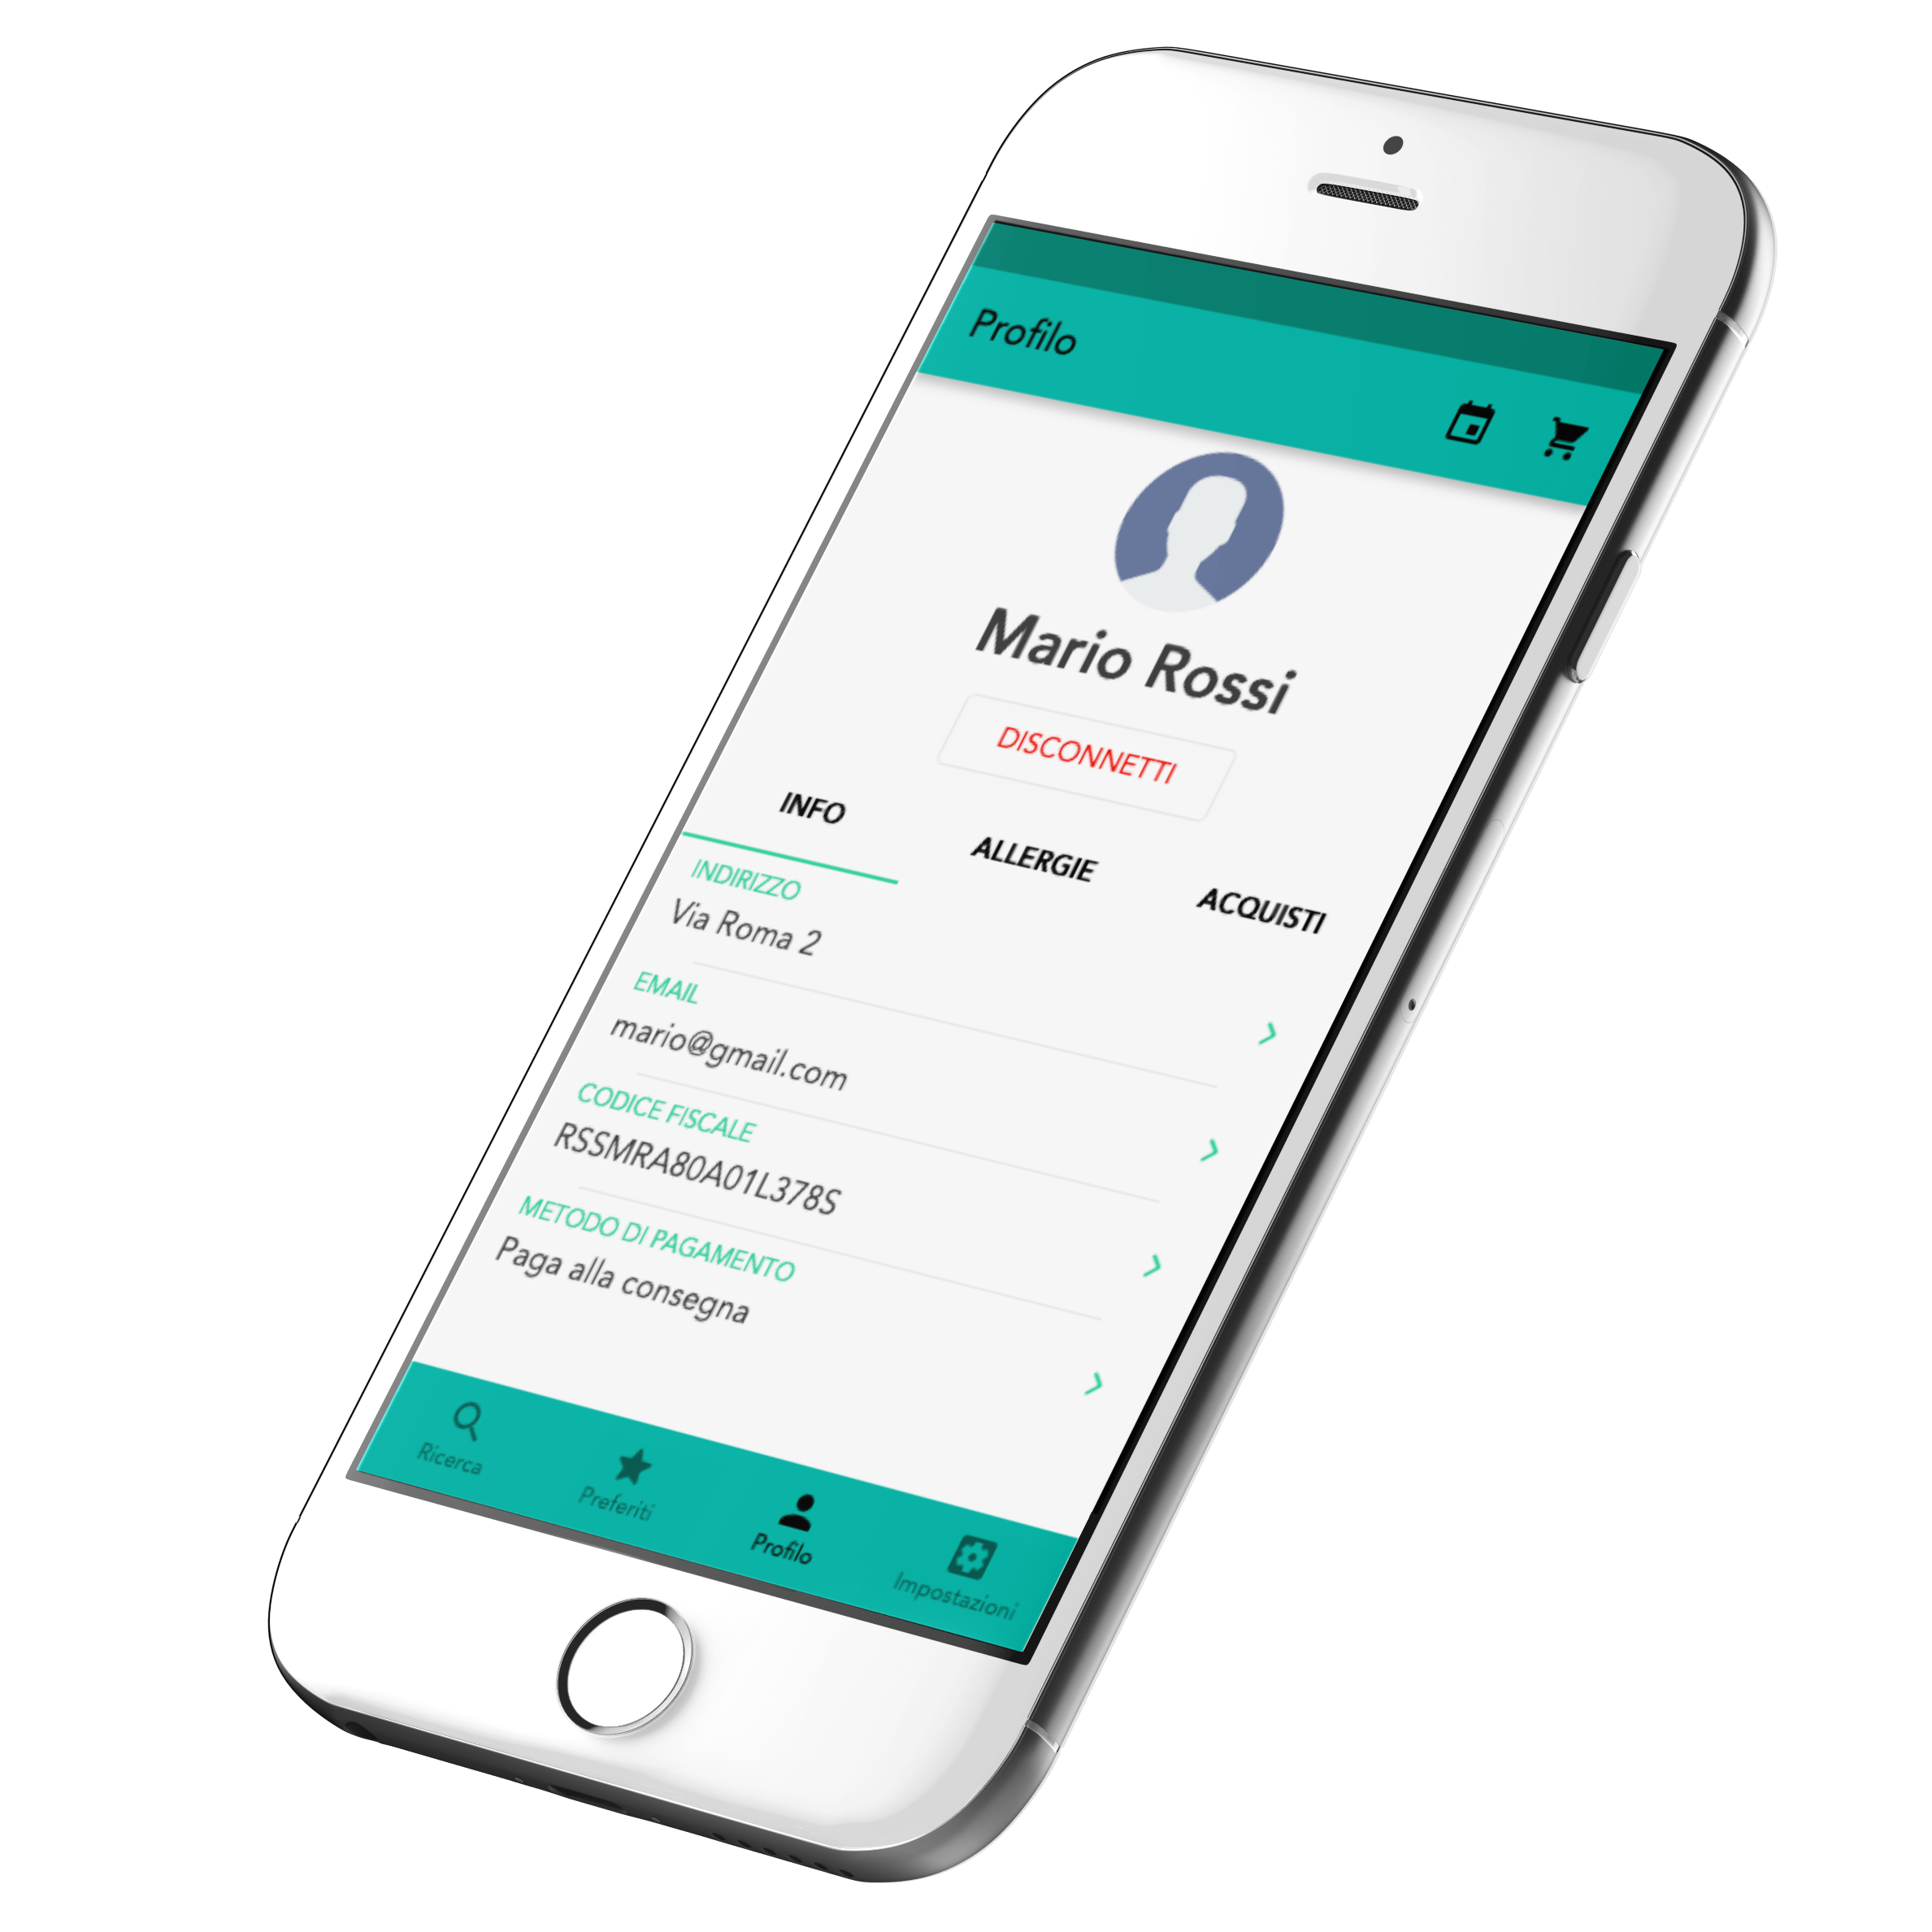 Profilo
Mario Rossi
DISCONNETTI
INFO
ALLERGIE
ACQUISTI
INDIRIZZO
Via Roma 2
EMAIL
mario@gmail.com
CODICE FISCALE
RSSMRA80A01L378S
METODO DI PAGAMENTO
Paga alla consegna
Ricerca
Preferiti
Profilo
Impostazioni